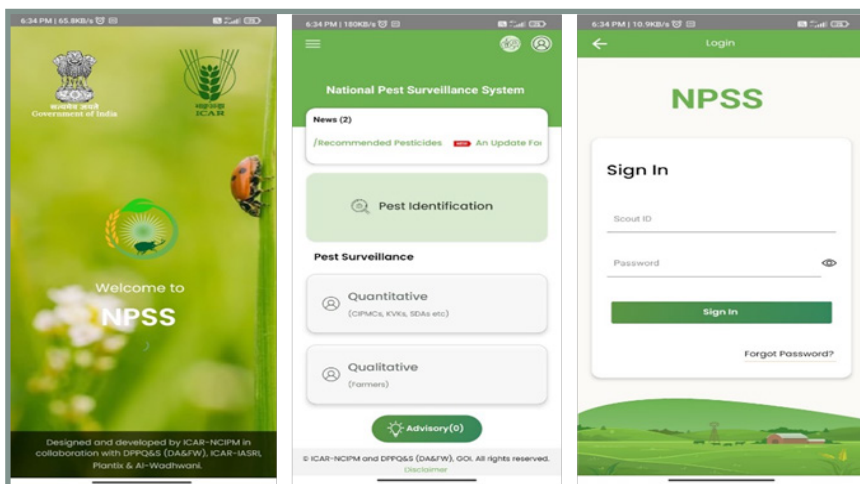 6:34 PM | 65.8KB/s
सत्यमेव जयते
Government of India
भाकृअनुप
ICAR
Welcome to
NPSS
Designed and developed by ICAR-NCIPM in
collaboration with DPPQ&S (DA&FW), ICAR-IASRI,
Plantix & AI-Wadhwani.
6:34 PM | 180KB/s
National Pest Surveillance System
News (2)
/Recommended Pesticides NEW An Update For
Pest Identification
Pest Surveillance
Quantitative
(CIPMCs, KVKs, SDAs etc)
Qualitative
(Farmers)
Advisory(0)
© ICAR-NCIPM and DPPQ&S (DA&FW), GOI. All rights reserved.
Disclaimer
6:34 PM | 10.9KB/s
Login
NPSS
Sign In
Scout ID
Password
Sign In
Forgot Password?